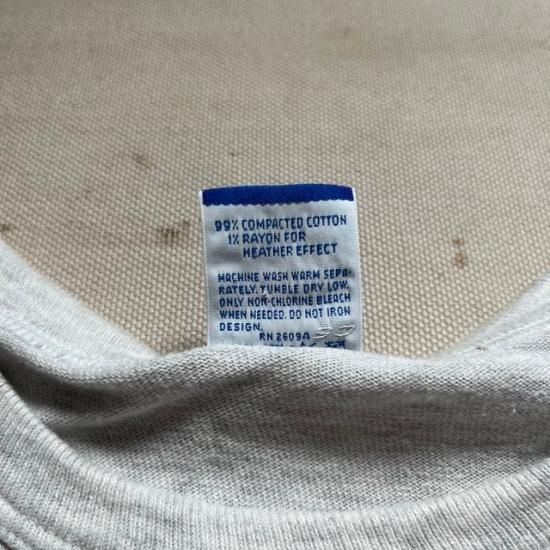 99% COMPACTED COTTON
1% RAYON FOR
HEATHER EFFECT
MACHINE WASH WARM SEPA-
RATELY. TUMBLE DRY LOW.
ONLY NON-CHLORINE BLEACH
WHEN NEEDED. DO NOT IRON
DESIGN.
RN 26094